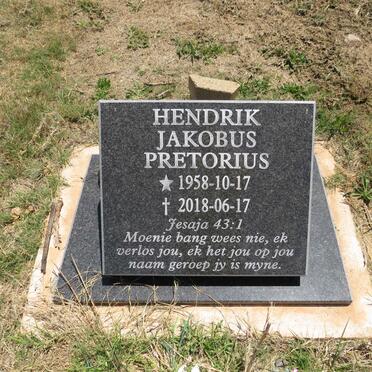 HENDRIK
JAKOBUS
PRETORIUS
★ 1958-10-17
† 2018-06-17
Jesaja 43:1
Moenie bang wees nie, ek
verlos jou, ek het jou op jou
naam geroep jy is myne.